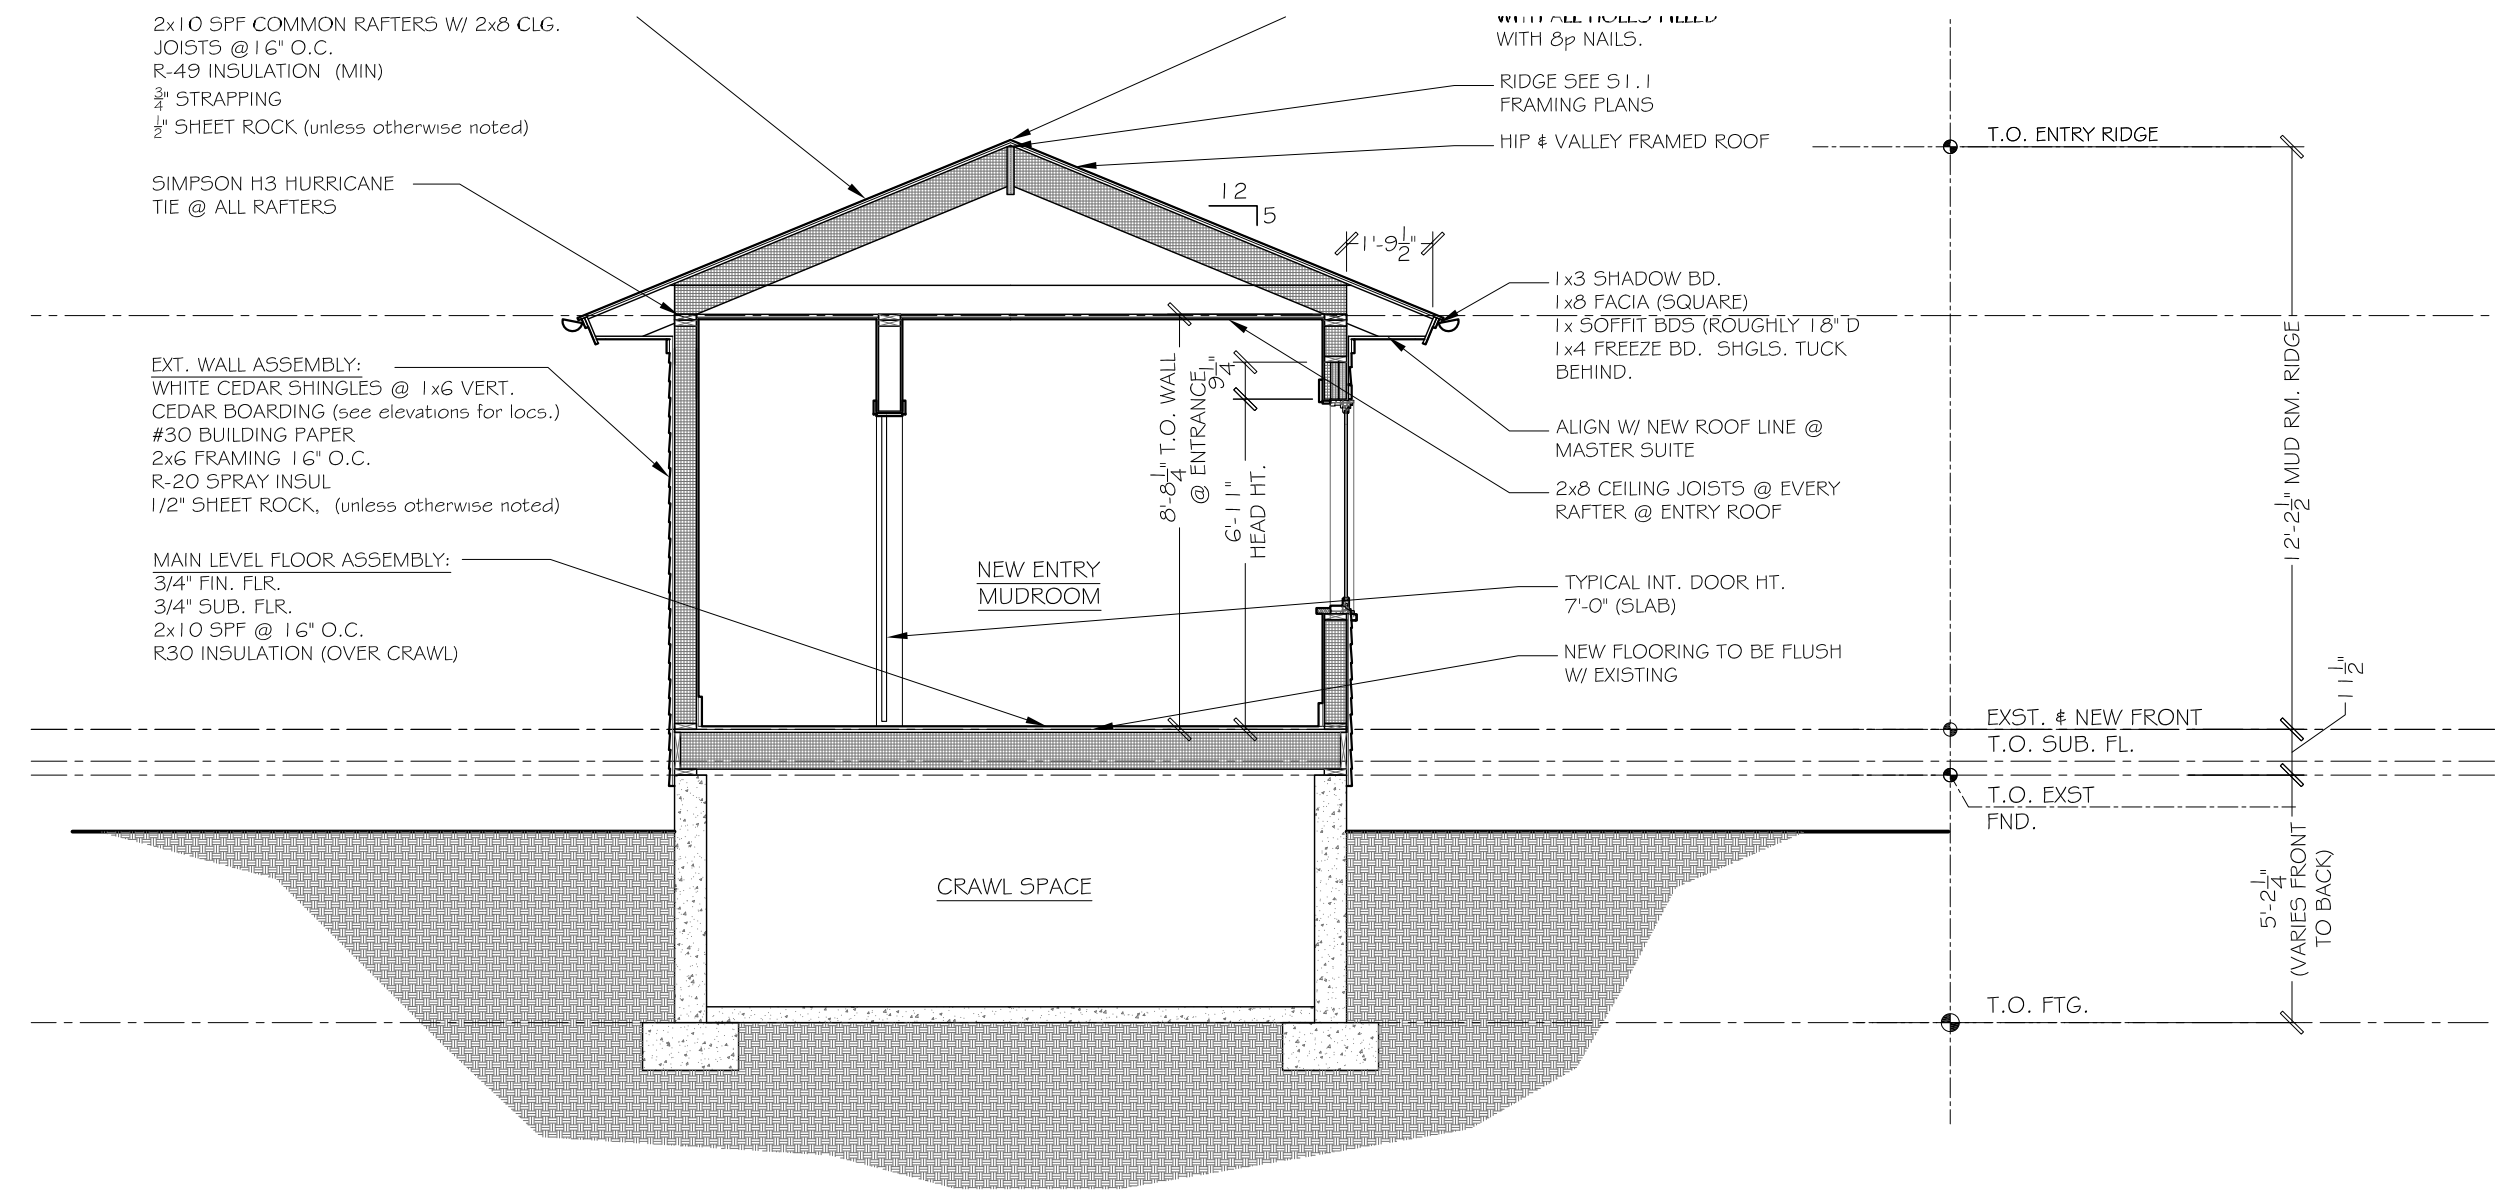 2x10 SPF COMMON RAFTERS W/ 2x8 CLG.
JOISTS @16" O.C.
R-49 INSULATION (MIN)
3/4" STRAPPING
1/2" SHEET ROCK (unless otherwise noted)
SIMPSON H3 HURRICANE
TIE @ ALL RAFTERS
EXT. WALL ASSEMBLY:
WHITE CEDAR SHINGLES @ 1x6 VERT.
CEDAR BOARDING (see elevations for locs.)
#30 BUILDING PAPER
2x6 FRAMING 16" O.C.
R-20 SPRAY INSUL
1/2" SHEET ROCK, (unless otherwise noted)
MAIN LEVEL FLOOR ASSEMBLY:
3/4" FIN. FLR.
3/4" SUB. FLR.
2x10 SPF @ 16" O.C.
R30 INSULATION (OVER CRAWL)
12
5
1'-9 1/2"
8'-8 1/4" T.O. WALL
@ ENTRANCE
9 1/4"
6'-11"
HEAD HT.
NEW ENTRY
MUDROOM
CRAWL SPACE
WITH ALL HOLES FILLED
WITH 8p NAILS.
RIDGE SEE S1.1
FRAMING PLANS
HIP & VALLEY FRAMED ROOF
1x3 SHADOW BD.
1x8 FACIA (SQUARE)
1x SOFFIT BDS (ROUGHLY 18" D
1x4 FREEZE BD. SHGLS. TUCK
BEHIND.
ALIGN W/ NEW ROOF LINE @
MASTER SUITE
2x8 CEILING JOISTS @ EVERY
RAFTER @ ENTRY ROOF
TYPICAL INT. DOOR HT.
7'-0" (SLAB)
NEW FLOORING TO BE FLUSH
W/ EXISTING
T.O. ENTRY RIDGE
12'-2 1/2" MUD RM. RIDGE
EXST. & NEW FRONT
T.O. SUB. FL.
11 1/2"
T.O. EXST
FND.
5'-2 1/4"
(VARIES FRONT
TO BACK)
T.O. FTG.